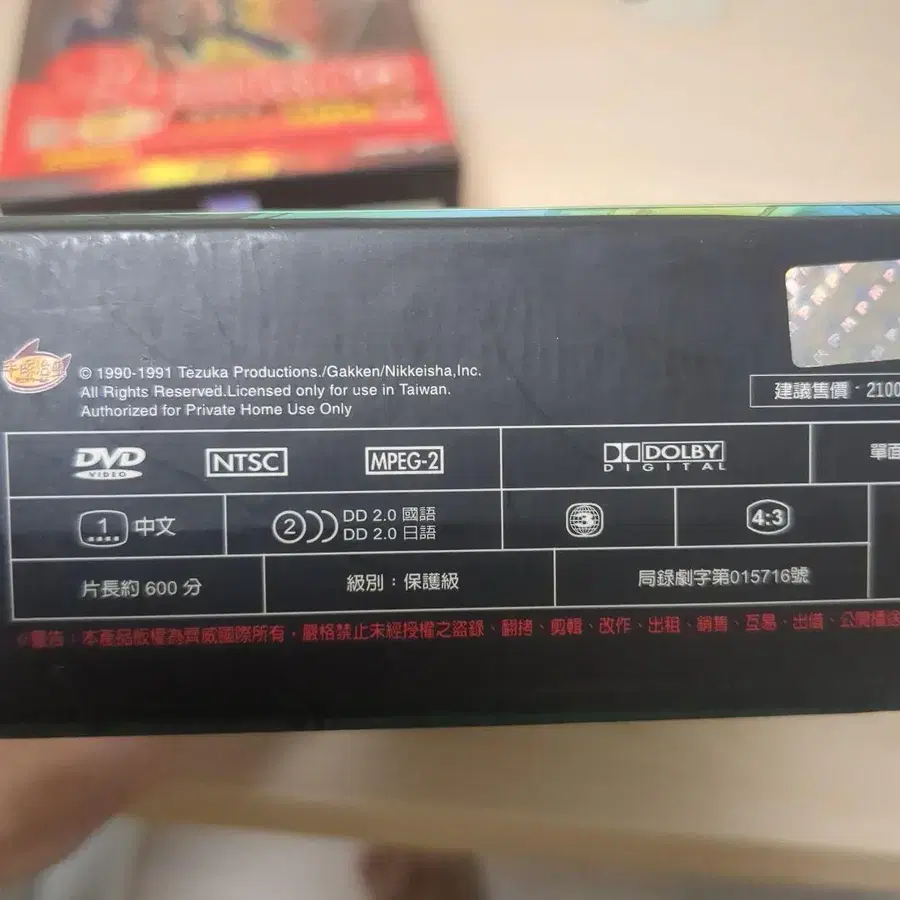 © 1990-1991 Tezuka Productions./Gakken/Nikkeisha,Inc.
All Rights Reserved.Licensed only for use in Taiwan.
Authorized for Private Home Use Only
建議售價·2100
DVD
VIDEO
NTSC
MPEG-2
DOLBY
DIGITAL
單面
1 中文
2 DD 2.0 國語
DD 2.0 日語
3
4:3
片長約 600 分
級別：保護級
局錄劇字第015716號
警告：本產品版權為齊威國際所有，嚴格禁止未經授權之盜錄、翻拷、剪輯、改作、出租、銷售、互易、出借、公開播送